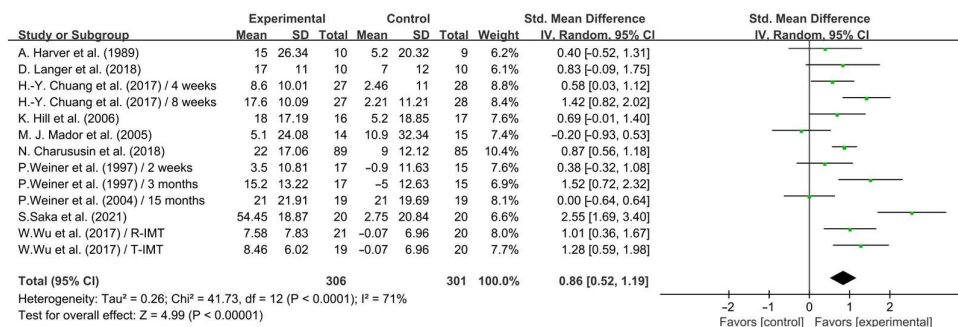 Experimental Control Std. Mean Difference Std. Mean Difference
Study or Subgroup Mean SD Total Mean SD Total Weight IV, Random, 95% CI IV, Random, 95% CI
A. Harver et al. (1989) 15 26.34 10 5.2 20.32 9 6.2% 0.40 [-0.52, 1.31]
D. Langer et al. (2018) 17 11 10 7 12 10 6.2% 0.83 [-0.09, 1.75]
H.-Y. Chuang et al. (2017) / 4 weeks 8.6 10.01 27 2.46 11 28 8.8% 0.58 [0.03, 1.12]
H.-Y. Chuang et al. (2017) / 8 weeks 17.6 10.09 27 2.21 11.21 28 8.4% 1.42 [0.82, 2.02]
K. Hill et al. (2006) 18 17.19 16 5.2 18.85 17 7.6% 0.69 [-0.01, 1.40]
M. J. Mador et al. (2005) 5.1 24.08 14 10.9 32.34 15 7.5% -0.20 [-0.93, 0.53]
N. Charususin et al. (2018) 22 17.06 89 9 12.12 85 10.4% 0.87 [0.56, 1.18]
P.Weiner et al. (1997) / 2 weeks 3.5 10.81 17 -0.9 11.63 15 7.7% 0.38 [-0.32, 1.08]
P.Weiner et al. (1997) / 3 months 15.2 13.22 17 -5 12.63 15 6.9% 1.52 [0.72, 2.32]
P.Weiner et al. (2004) / 15 months 21 21.91 19 21 19.69 19 8.1% 0.00 [-0.64, 0.64]
S.Saka et al. (2021) 54.45 18.87 20 2.75 20.84 20 6.6% 2.55 [1.69, 3.40]
W.Wu et al. (2017) / R-IMT 7.58 7.83 21 -0.07 6.96 20 8.0% 1.01 [0.36, 1.67]
W.Wu et al. (2017) / T-IMT 8.46 6.02 19 -0.07 6.96 20 7.7% 1.28 [0.59, 1.98]
Total (95% CI) 306 301 100.0% 0.86 [0.52, 1.19]
Heterogeneity: Tau² = 0.26; Chi² = 41.73, df = 12 (P < 0.0001); I² = 71%
Test for overall effect: Z = 4.99 (P < 0.00001)
-2 -1 0 1 2
Favors [control] Favors [experimental]